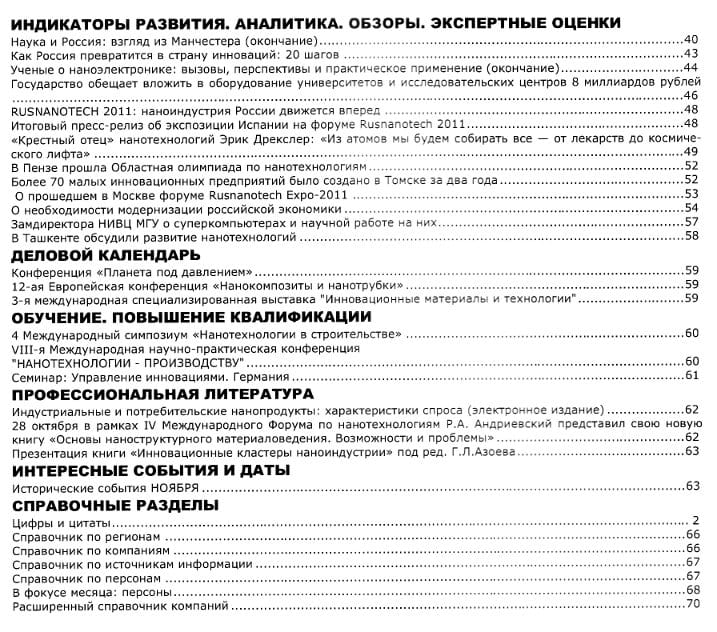 ИНДИКАТОРЫ РАЗВИТИЯ. АНАЛИТИКА. ОБЗОРЫ. ЭКСПЕРТНЫЕ ОЦЕНКИ
Наука и Россия: взгляд из Манчестера (окончание)..........40
Как Россия превратится в страну инноваций: 20 шагов..........43
Ученые о наноэлектронике: вызовы, перспективы и практическое применение (окончание)..........44
Государство обещает вложить в оборудование университетов и исследовательских центров 8 миллиардов рублей
..........46
RUSNANOTECH 2011: наноиндустрия России движется вперед..........48
Итоговый пресс-релиз об экспозиции Испании на форуме Rusnanotech 2011..........48
«Крестный отец» нанотехнологий Эрик Дрекслер: «Из атомов мы будем собирать все — от лекарств до космиче-
ского лифта»..........49
В Пензе прошла Областная олимпиада по нанотехнологиям..........52
Более 70 малых инновационных предприятий было создано в Томске за два года..........52
О прошедшем в Москве форуме Rusnanotech Expo-2011..........53
О необходимости модернизации российской экономики..........54
Замдиректора НИВЦ МГУ о суперкомпьютерах и научной работе на них..........57
В Ташкенте обсудили развитие нанотехнологий..........58
ДЕЛОВОЙ КАЛЕНДАРЬ
Конференция «Планета под давлением»..........59
12-ая Европейская конференция «Нанокомпозиты и нанотрубки»..........59
3-я международная специализированная выставка "Инновационные материалы и технологии"..........59
ОБУЧЕНИЕ. ПОВЫШЕНИЕ КВАЛИФИКАЦИИ
4 Международный симпозиум «Нанотехнологии в строительстве»..........60
VIII-я Международная научно-практическая конференция
"НАНОТЕХНОЛОГИИ - ПРОИЗВОДСТВУ"..........60
Семинар: Управление инновациями. Германия..........61
ПРОФЕССИОНАЛЬНАЯ ЛИТЕРАТУРА
Индустриальные и потребительские нанопродукты: характеристики спроса (электронное издание)..........62
28 октября в рамках IV Международного Форума по нанотехнологиям Р.А. Андриевский представил свою новую
книгу «Основы наноструктурного материаловедения. Возможности и проблемы»..........62
Презентация книги «Инновационные кластеры наноиндустрии» под ред. Г.Л.Азоева..........63
ИНТЕРЕСНЫЕ СОБЫТИЯ И ДАТЫ
Исторические события НОЯБРЯ..........63
СПРАВОЧНЫЕ РАЗДЕЛЫ
Цифры и цитаты..........2
Справочник по регионам..........66
Справочник по компаниям..........66
Справочник по источникам информации..........67
Справочник по персонам..........67
В фокусе месяца: персоны..........68
Расширенный справочник компаний..........70